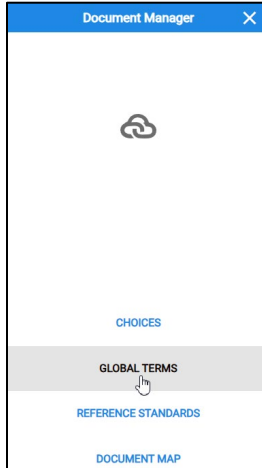 Document Manager
CHOICES
GLOBAL TERMS
REFERENCE STANDARDS
DOCUMENT MAP